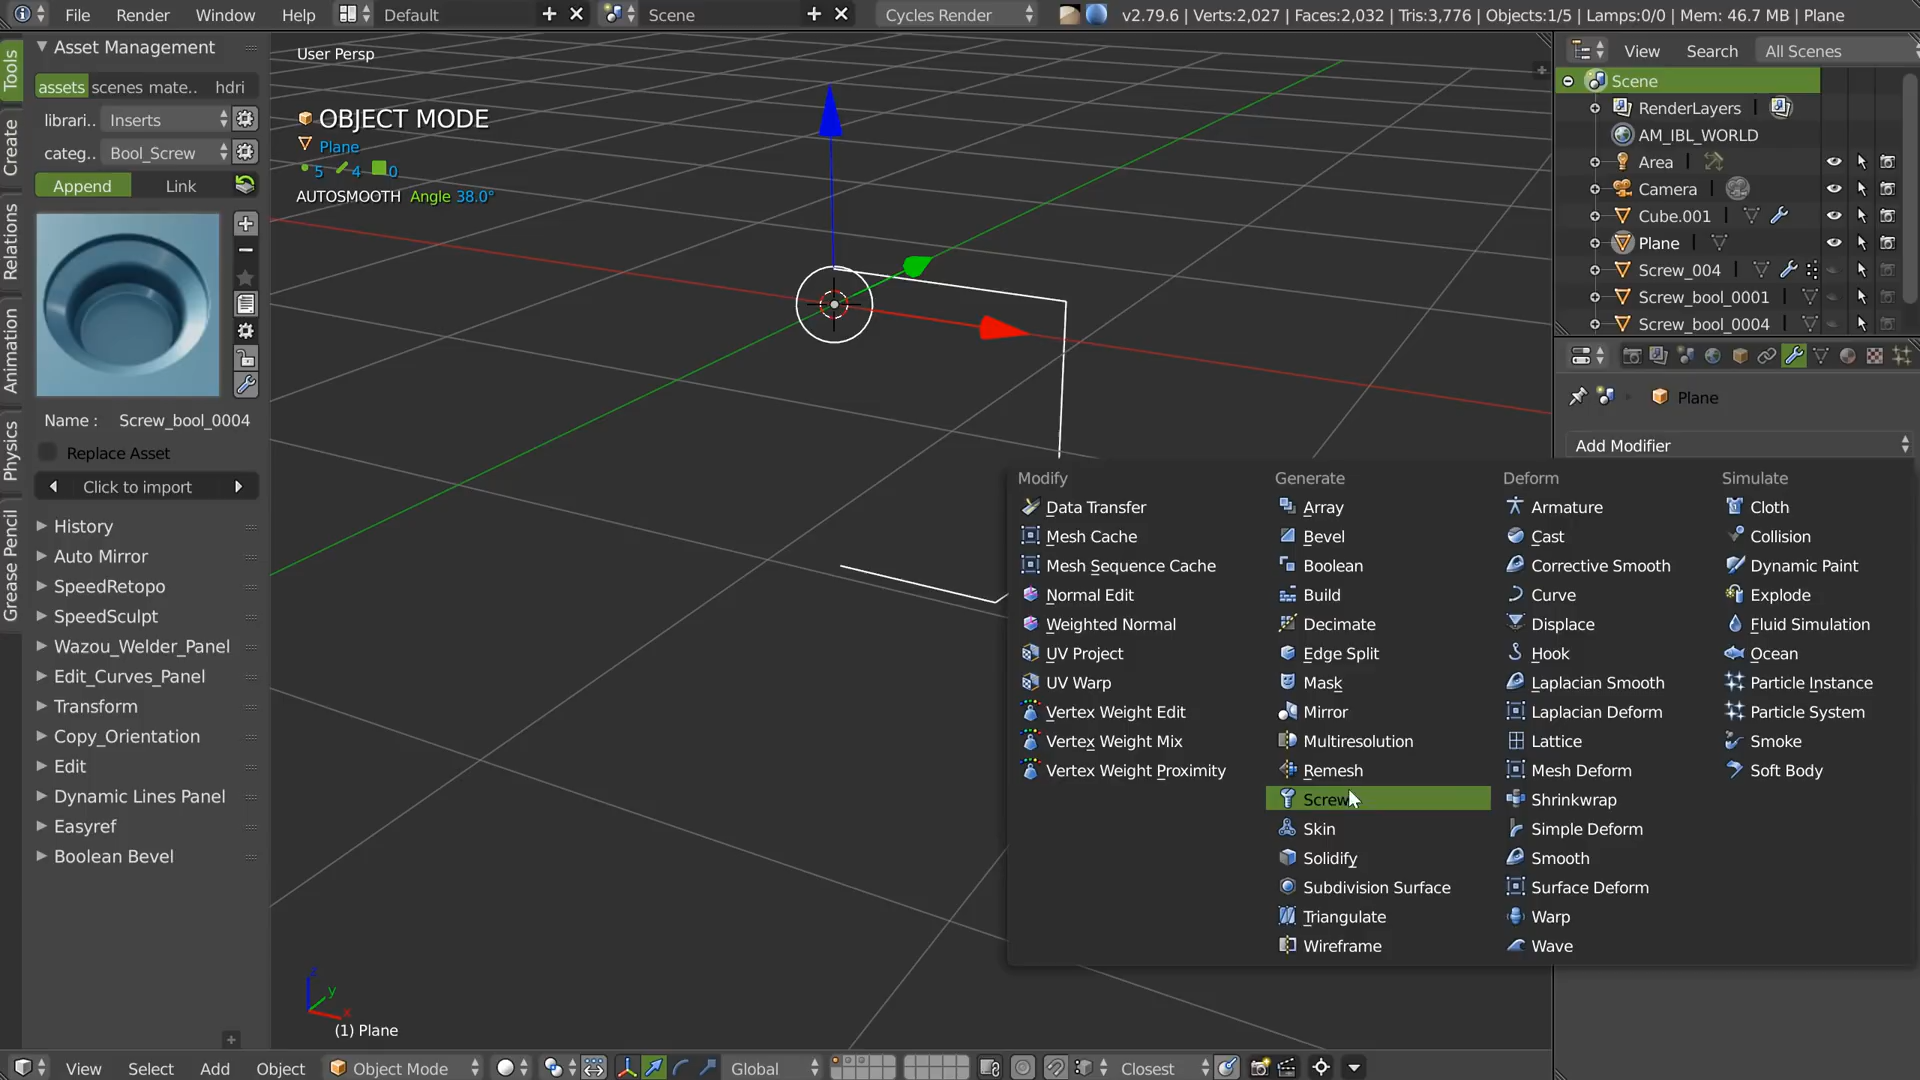 File Render Window Help Default Scene Cycles Render v2.79.6 | Verts:2,027 | Faces:2,032 | Tris:3,776 | Objects:1/5 | Lamps:0/0 | Mem: 46.7 MB | Plane
Tools
Create
Relations
Animation
Physics
Grease Pencil
Asset Management
assets scenes mate.. hdri
librari.. Inserts
categ.. Bool_Screw
Append Link
Name : Screw_bool_0004
Replace Asset
Click to import
History
Auto Mirror
SpeedRetopo
SpeedSculpt
Wazou_Welder_Panel
Edit_Curves_Panel
Transform
Copy_Orientation
Edit
Dynamic Lines Panel
Easyref
Boolean Bevel
User Persp
OBJECT MODE
Plane
5 4 0
AUTOSMOOTH Angle 38.0°
z
y
x
(1) Plane
View Search All Scenes
Scene
RenderLayers |
AM_IBL_WORLD
Area |
Camera |
Cube.001 |
Plane |
Screw_004 |
Screw_bool_0001 |
Screw_bool_0004 |
Plane
Add Modifier
Modify
Data Transfer
Mesh Cache
Mesh Sequence Cache
Normal Edit
Weighted Normal
UV Project
UV Warp
Vertex Weight Edit
Vertex Weight Mix
Vertex Weight Proximity
Generate
Array
Bevel
Boolean
Build
Decimate
Edge Split
Mask
Mirror
Multiresolution
Remesh
Screw
Skin
Solidify
Subdivision Surface
Triangulate
Wireframe
Deform
Armature
Cast
Corrective Smooth
Curve
Displace
Hook
Laplacian Smooth
Laplacian Deform
Lattice
Mesh Deform
Shrinkwrap
Simple Deform
Smooth
Surface Deform
Warp
Wave
Simulate
Cloth
Collision
Dynamic Paint
Explode
Fluid Simulation
Ocean
Particle Instance
Particle System
Smoke
Soft Body
View Select Add Object Object Mode Global Closest